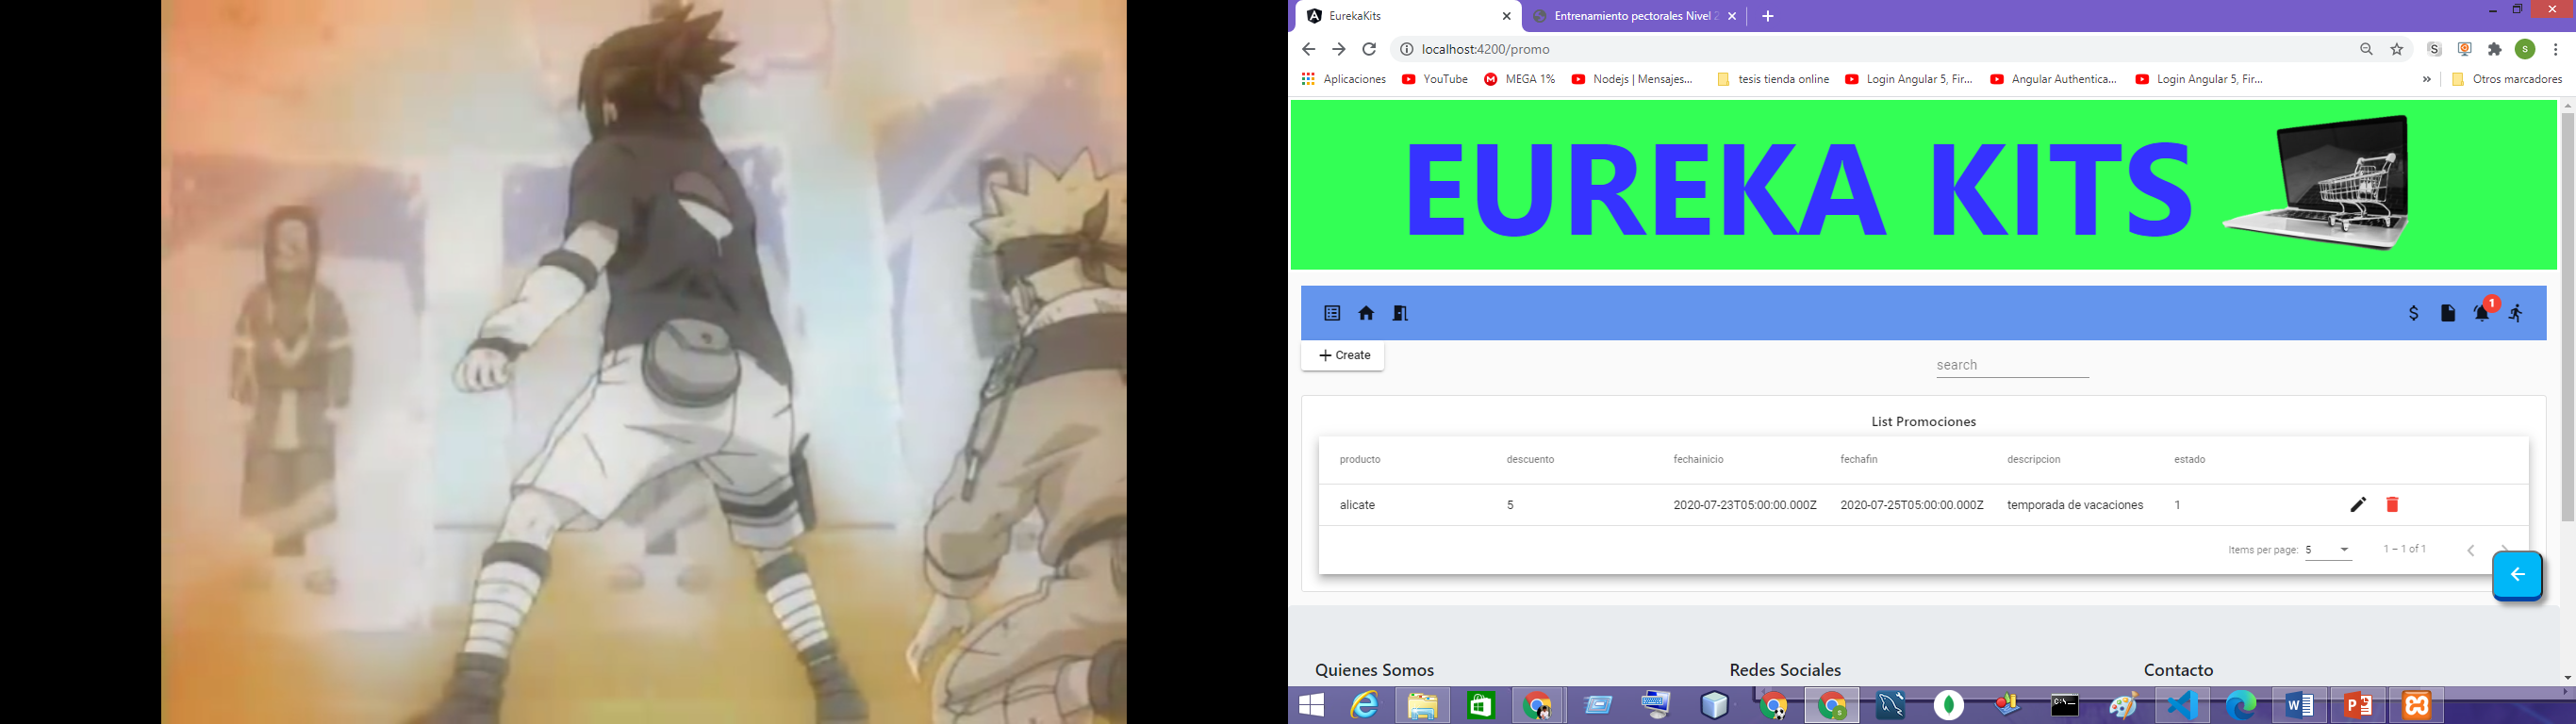 EurekaKits
Entrenamiento pectorales Nivel 2
localhost:4200/promo
S
s
Aplicaciones
YouTube
MEGA 1%
Nodejs | Mensajes...
tesis tienda online
Login Angular 5, Fir...
Angular Authentica...
Login Angular 5, Fir...
»
Otros marcadores
EUREKA KITS
1
+ Create
search
List Promociones
producto descuento fechainicio fechafin descripcion estado
alicate 5 2020-07-23T05:00:00.000Z 2020-07-25T05:00:00.000Z temporada de vacaciones 1
Items per page: 5 1 – 1 of 1
Quienes Somos Redes Sociales Contacto